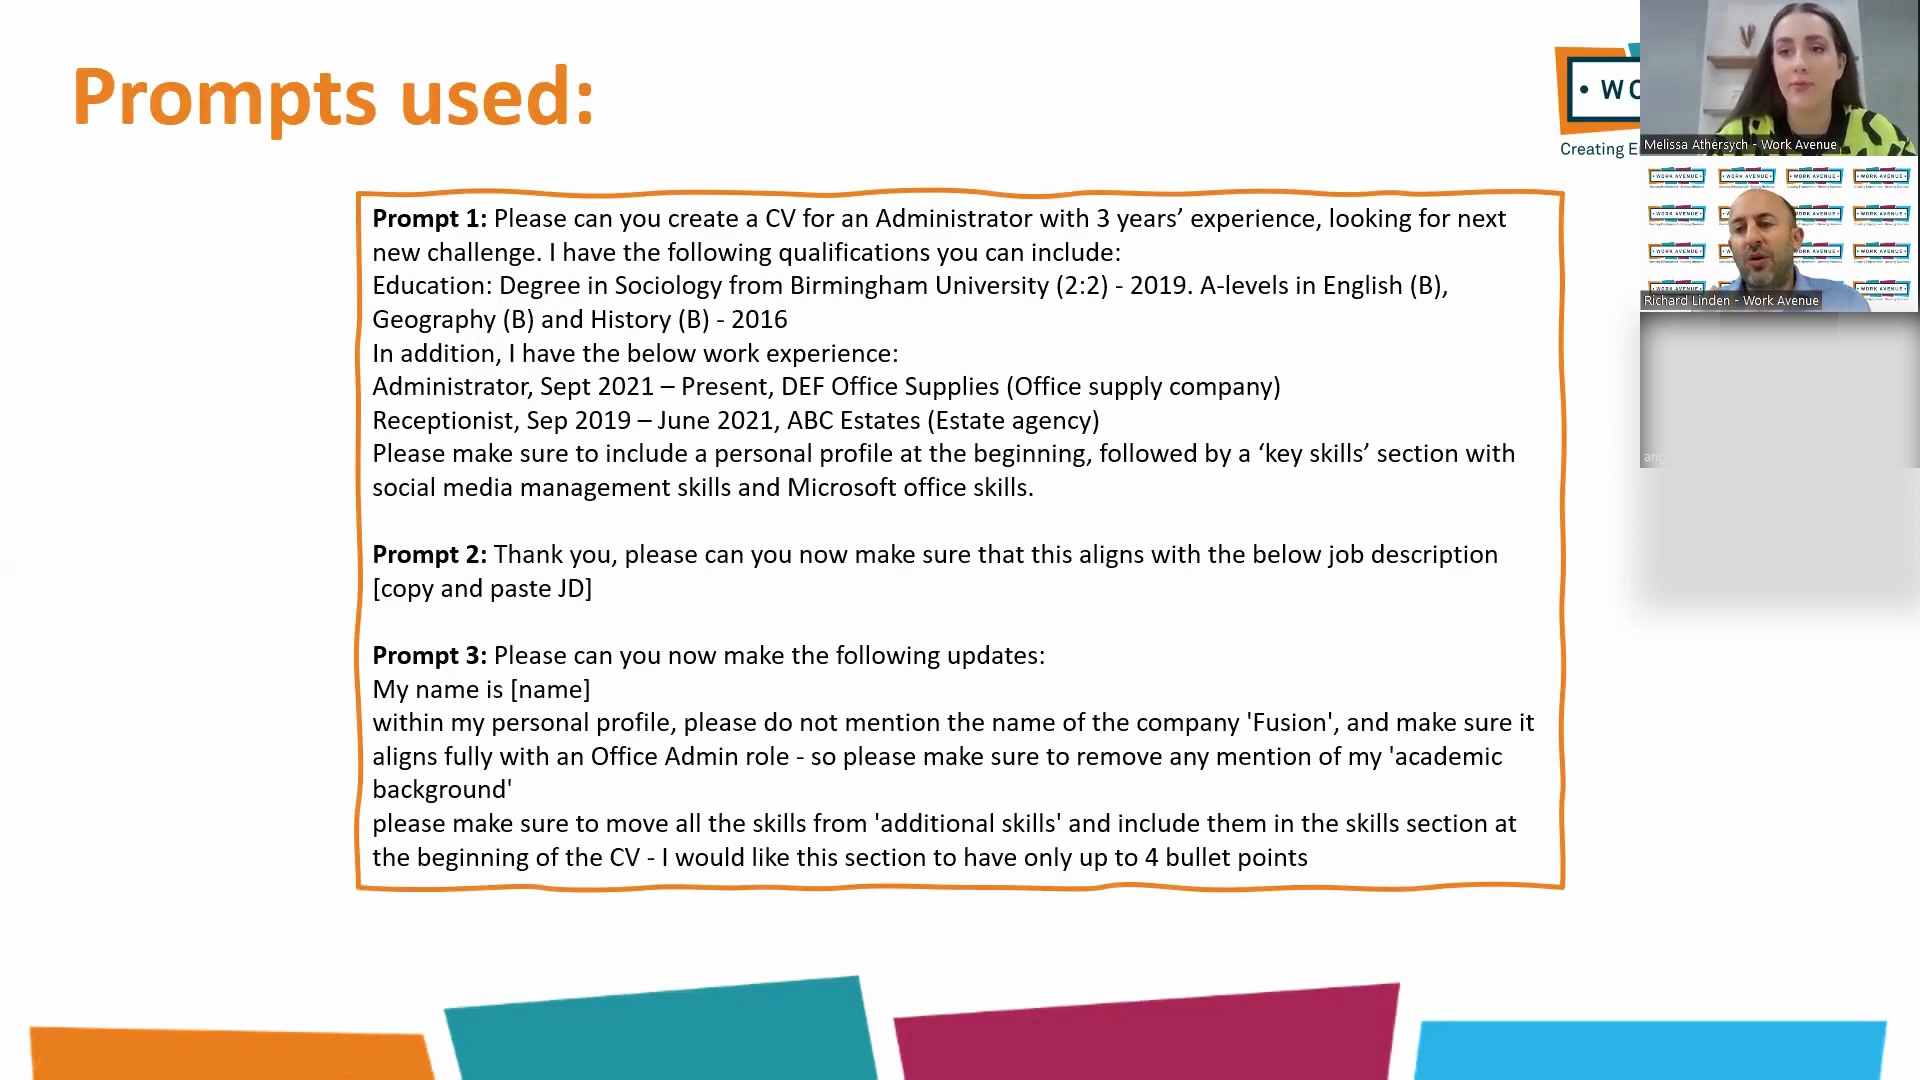 Prompts used:
• WO
Creating E
Melissa Athersych - Work Avenue
Richard Linden - Work Avenue
Prompt 1: Please can you create a CV for an Administrator with 3 years’ experience, looking for next
new challenge. I have the following qualifications you can include:
Education: Degree in Sociology from Birmingham University (2:2) - 2019. A-levels in English (B),
Geography (B) and History (B) - 2016
In addition, I have the below work experience:
Administrator, Sept 2021 – Present, DEF Office Supplies (Office supply company)
Receptionist, Sep 2019 – June 2021, ABC Estates (Estate agency)
Please make sure to include a personal profile at the beginning, followed by a ‘key skills’ section with
social media management skills and Microsoft office skills.
Prompt 2: Thank you, please can you now make sure that this aligns with the below job description
[copy and paste JD]
Prompt 3: Please can you now make the following updates:
My name is [name]
within my personal profile, please do not mention the name of the company 'Fusion', and make sure it
aligns fully with an Office Admin role - so please make sure to remove any mention of my 'academic
background'
please make sure to move all the skills from 'additional skills' and include them in the skills section at
the beginning of the CV - I would like this section to have only up to 4 bullet points